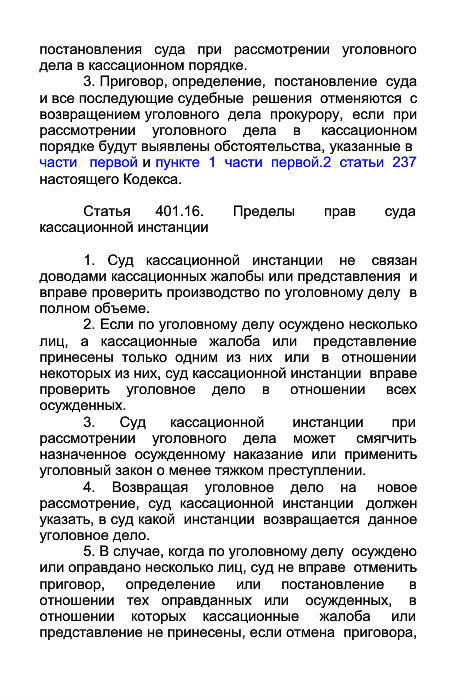 постановления суда при рассмотрении уголовного
дела в кассационном порядке.
3. Приговор, определение, постановление суда
и все последующие судебные решения отменяются с
возвращением уголовного дела прокурору, если при
рассмотрении уголовного дела в кассационном
порядке будут выявлены обстоятельства, указанные в
части первой и пункте 1 части первой.2 статьи 237
настоящего Кодекса.
Статья 401.16. Пределы прав суда
кассационной инстанции
1. Суд кассационной инстанции не связан
доводами кассационных жалобы или представления и
вправе проверить производство по уголовному делу в
полном объеме.
2. Если по уголовному делу осуждено несколько
лиц, а кассационные жалоба или представление
принесены только одним из них или в отношении
некоторых из них, суд кассационной инстанции вправе
проверить уголовное дело в отношении всех
осужденных.
3. Суд кассационной инстанции при
рассмотрении уголовного дела может смягчить
назначенное осужденному наказание или применить
уголовный закон о менее тяжком преступлении.
4. Возвращая уголовное дело на новое
рассмотрение, суд кассационной инстанции должен
указать, в суд какой инстанции возвращается данное
уголовное дело.
5. В случае, когда по уголовному делу осуждено
или оправдано несколько лиц, суд не вправе отменить
приговор, определение или постановление в
отношении тех оправданных или осужденных, в
отношении которых кассационные жалоба или
представление не принесены, если отмена приговора,